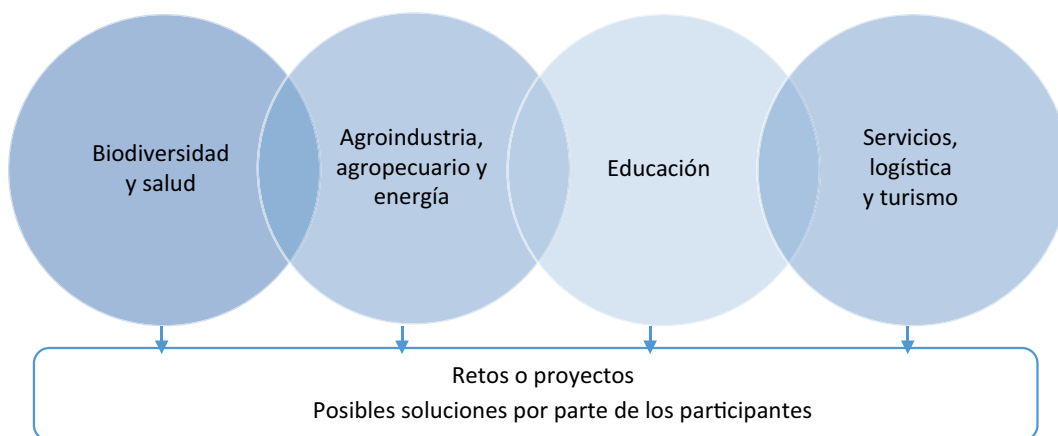 Biodiversidad
y salud
Agroindustria,
agropecuario y
energía
Educación
Servicios,
logística
y turismo
Retos o proyectos
Posibles soluciones por parte de los participantes